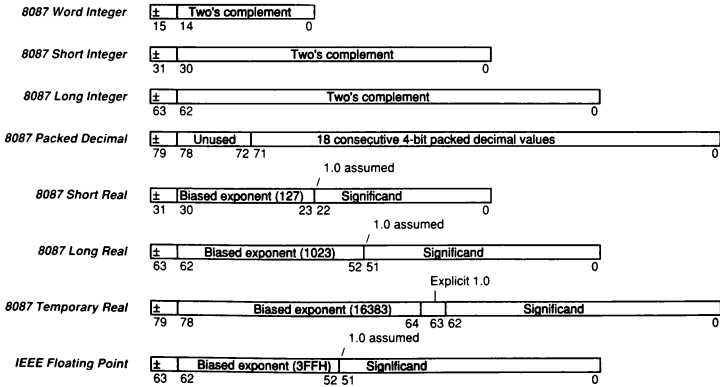 8087 Word Integer ± Two's complement
15 14 0
8087 Short Integer ± Two's complement
31 30 0
8087 Long Integer ± Two's complement
63 62 0
8087 Packed Decimal ± Unused 18 consecutive 4-bit packed decimal values
79 78 72 71 0
1.0 assumed
8087 Short Real ± Biased exponent (127) Significand
31 30 23 22 0
1.0 assumed
8087 Long Real ± Biased exponent (1023) Significand
63 62 52 51 0
Explicit 1.0
8087 Temporary Real ± Biased exponent (16383) Significand
79 78 64 63 62 0
1.0 assumed
IEEE Floating Point ± Biased exponent (3FFH) Significand
63 62 52 51 0